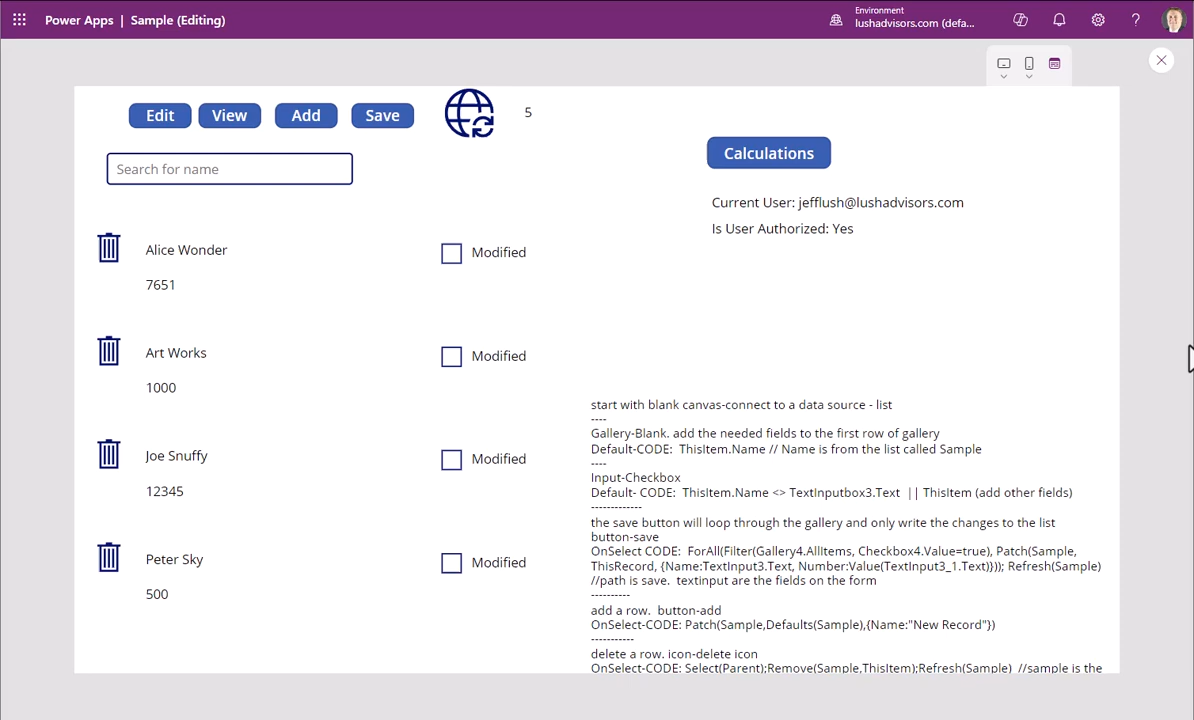 Power Apps | Sample (Editing)
Environment
lushadvisors.com (defa...
Edit
View
Add
Save
5
Calculations
Search for name
Current User: jefflush@lushadvisors.com
Is User Authorized: Yes
Alice Wonder
Modified
7651
Art Works
Modified
1000
Joe Snuffy
Modified
12345
Peter Sky
Modified
500
start with blank canvas-connect to a data source - list
----
Gallery-Blank. add the needed fields to the first row of gallery
Default-CODE:  ThisItem.Name // Name is from the list called Sample
----
Input-Checkbox
Default- CODE:  ThisItem.Name <> TextInputbox3.Text  || ThisItem (add other fields)
-------------
the save button will loop through the gallery and only write the changes to the list
button-save
OnSelect CODE:  ForAll(Filter(Gallery4.AllItems, Checkbox4.Value=true), Patch(Sample,
ThisRecord, {Name:TextInput3.Text, Number:Value(TextInput3_1.Text)})); Refresh(Sample)
//path is save.  textinput are the fields on the form
----------
add a row.  button-add
OnSelect-CODE: Patch(Sample,Defaults(Sample),{Name:"New Record"})
-----------
delete a row. icon-delete icon
OnSelect-CODE: Select(Parent);Remove(Sample,ThisItem);Refresh(Sample)  //sample is the